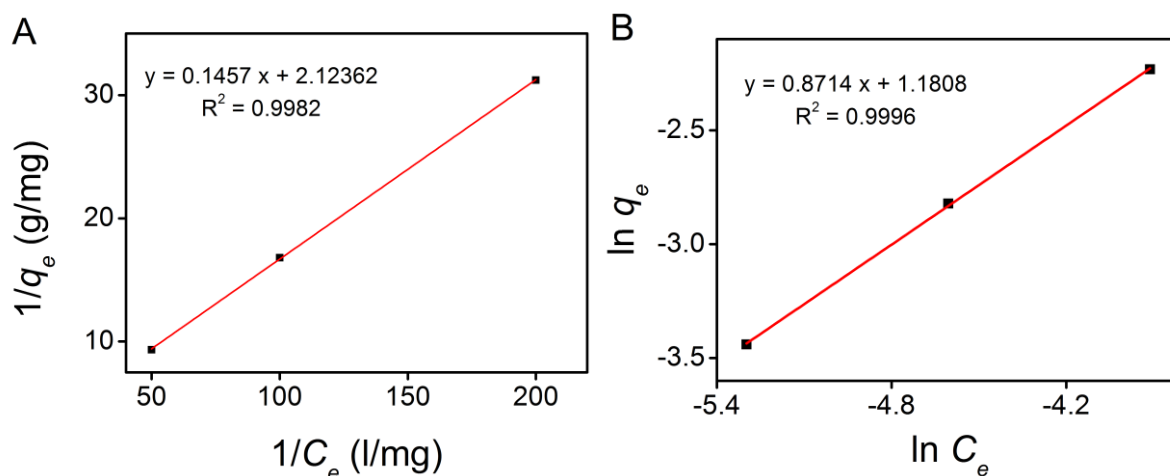 A
y = 0.1457 x + 2.12362
R² = 0.9982
1/qₑ (g/mg)
30
20
10
50
100
150
200
1/Cₑ (l/mg)
B
y = 0.8714 x + 1.1808
R² = 0.9996
ln qₑ
-2.5
-3.0
-3.5
-5.4
-4.8
-4.2
ln Cₑ